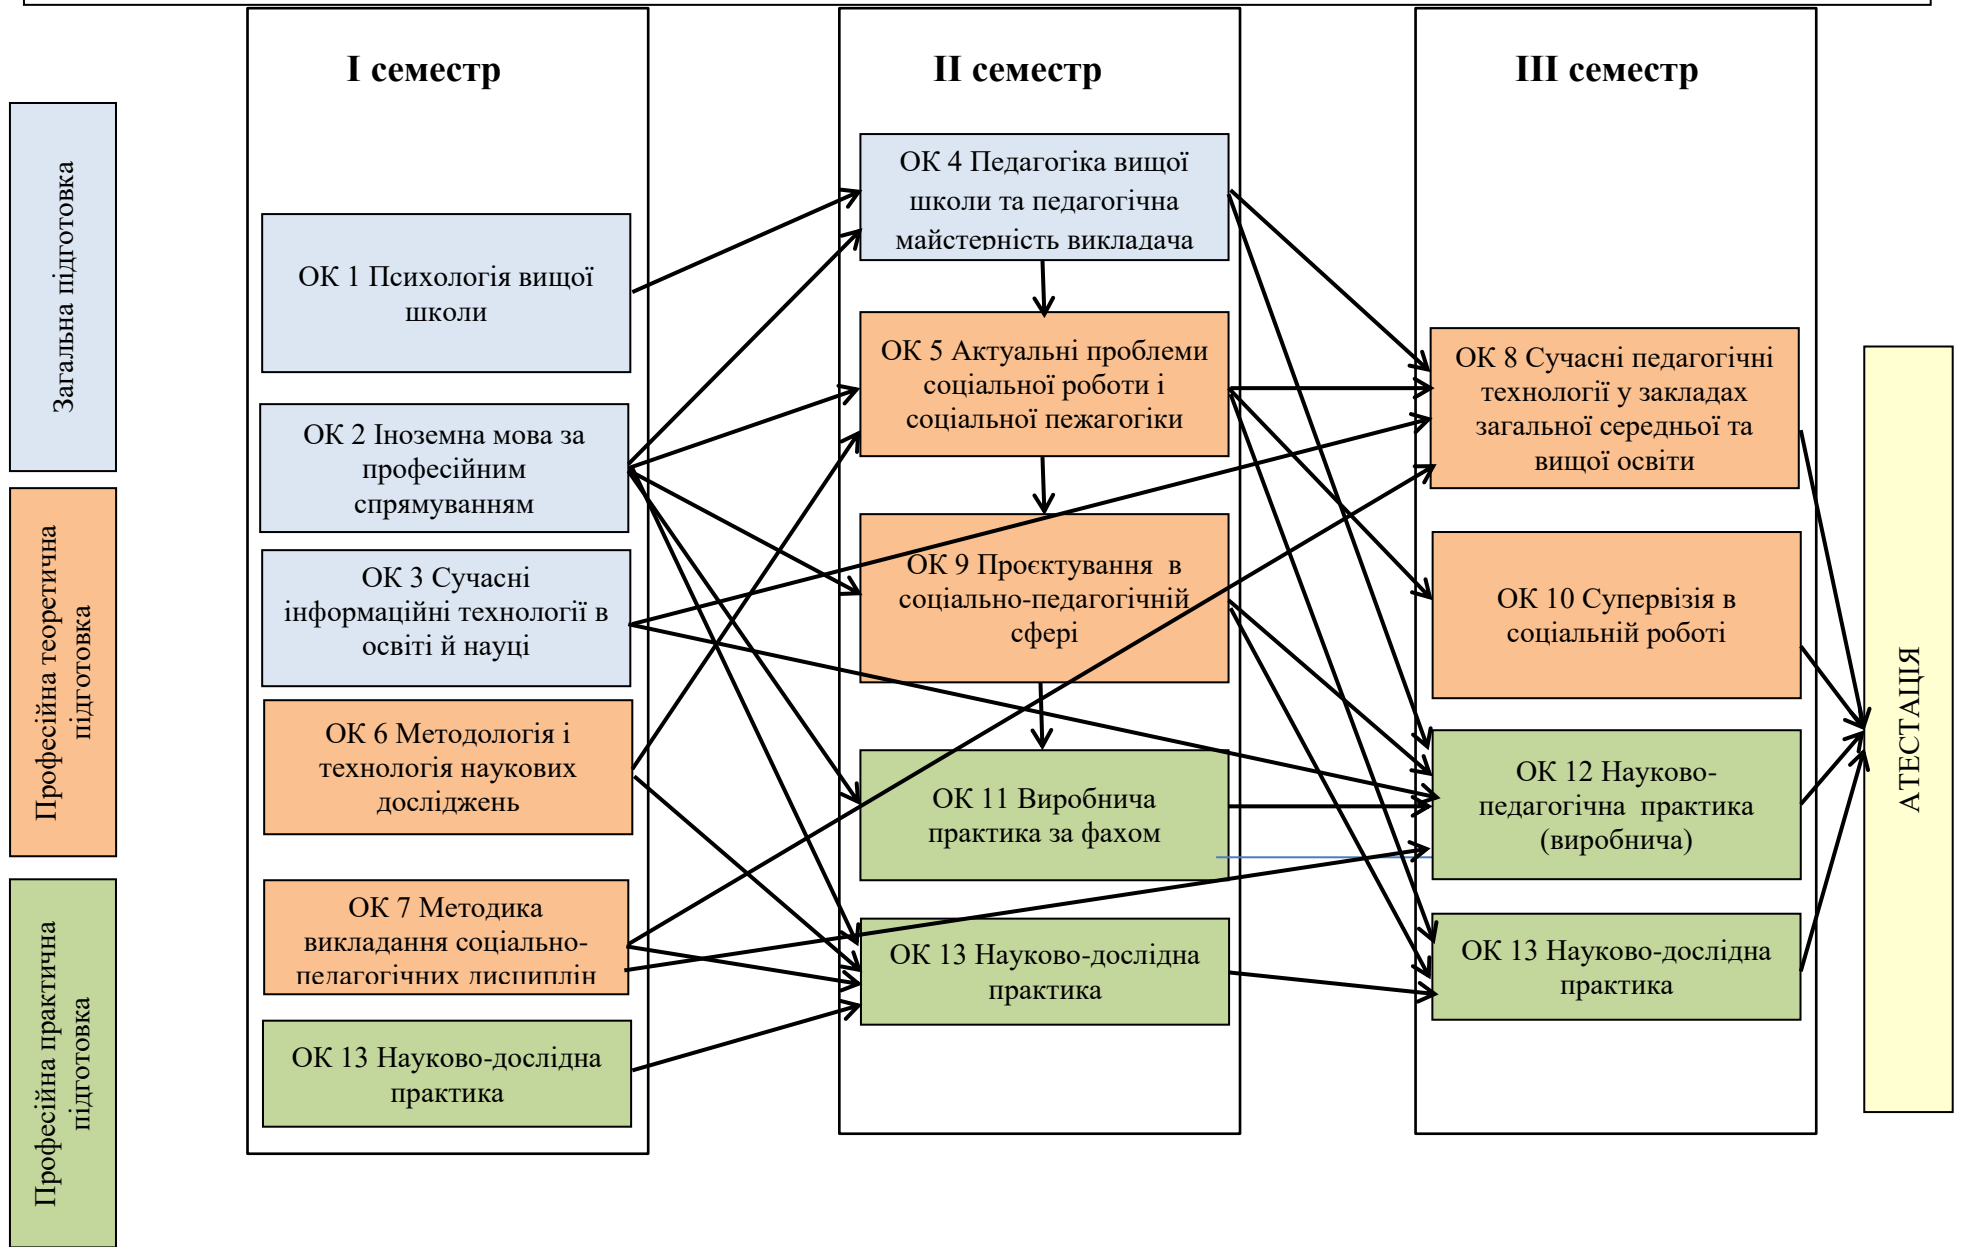 І семестр
ІІ семестр
ІІІ семестр
Загальна підготовка
Професійна теоретична
підготовка
Професійна практична
підготовка
ОК 1 Психологія вищої
школи
ОК 2 Іноземна мова за
професійним
спрямуванням
ОК 3 Сучасні
інформаційні технології в
освіті й науці
ОК 6 Методологія і
технологія наукових
досліджень
ОК 7 Методика
викладання соціально-
педагогічних дисциплін
ОК 13 Науково-дослідна
практика
ОК 4 Педагогіка вищої
школи та педагогічна
майстерність викладача
ОК 5 Актуальні проблеми
соціальної роботи і
соціальної пежагогіки
ОК 9 Проєктування в
соціально-педагогічній
сфері
ОК 11 Виробнича
практика за фахом
ОК 13 Науково-дослідна
практика
ОК 8 Сучасні педагогічні
технології у закладах
загальної середньої та
вищої освіти
ОК 10 Супервізія в
соціальній роботі
ОК 12 Науково-
педагогічна практика
(виробнича)
ОК 13 Науково-дослідна
практика
АТЕСТАЦІЯ